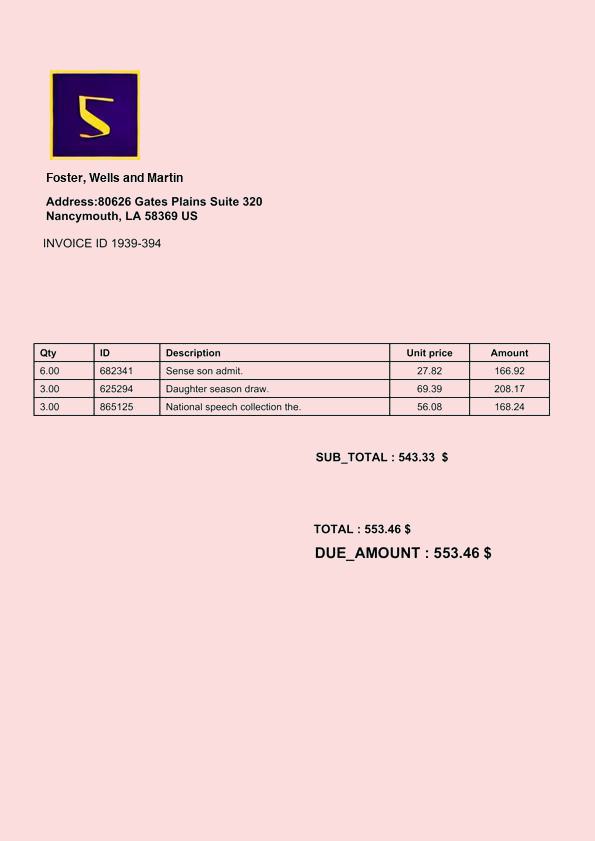 5
Foster, Wells and Martin
Address:80626 Gates Plains Suite 320
Nancymouth, LA 58369 US
INVOICE ID 1939-394
Qty ID Description Unit price Amount
6.00 682341 Sense son admit. 27.82 166.92
3.00 625294 Daughter season draw. 69.39 208.17
3.00 865125 National speech collection the. 56.08 168.24
SUB_TOTAL : 543.33 $
TOTAL : 553.46 $
DUE_AMOUNT : 553.46 $